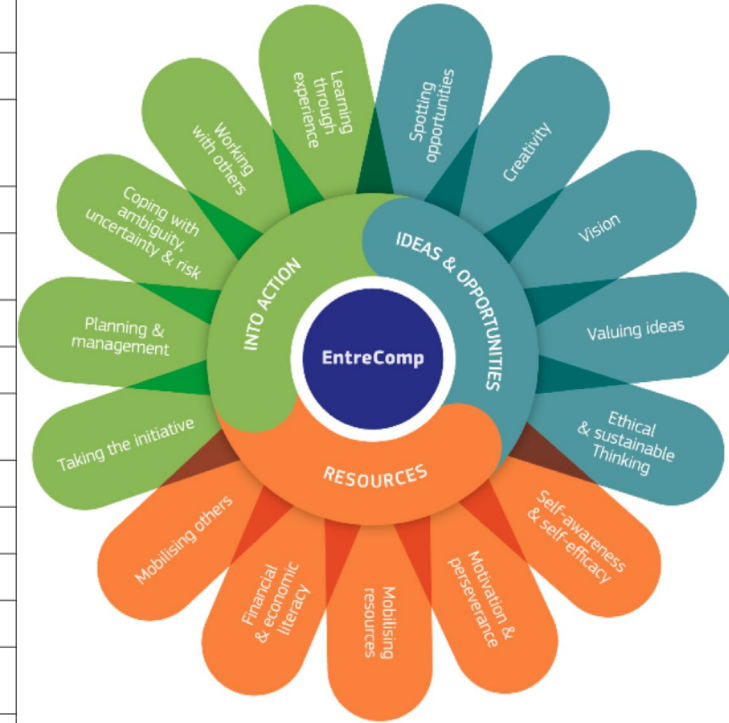 EntreComp
IDEAS & OPPORTUNITIES
Spotting
opportunities
Creativity
Vision
Valuing ideas
Ethical
& sustainable
Thinking
RESOURCES
Self-awareness
& self-efficacy
Motivation &
perseverance
Mobilising
resources
Financial
& economic
literacy
Mobilising others
INTO ACTION
Taking the initiative
Planning &
management
Coping with
ambiguity,
uncertainty & risk
Working
with others
Learning
through
experience